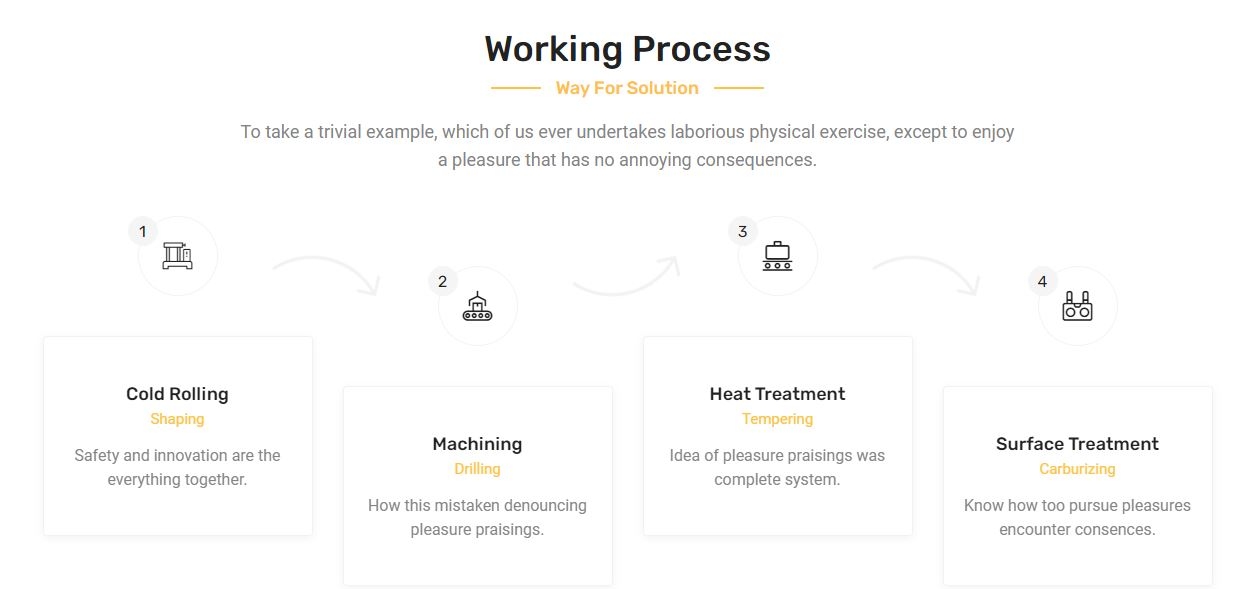 Working Process
Way For Solution
To take a trivial example, which of us ever undertakes laborious physical exercise, except to enjoy
a pleasure that has no annoying consequences.
1
Cold Rolling
Shaping
Safety and innovation are the
everything together.
2
Machining
Drilling
How this mistaken denouncing
pleasure praisings.
3
Heat Treatment
Tempering
Idea of pleasure praisings was
complete system.
4
Surface Treatment
Carburizing
Know how too pursue pleasures
encounter consences.